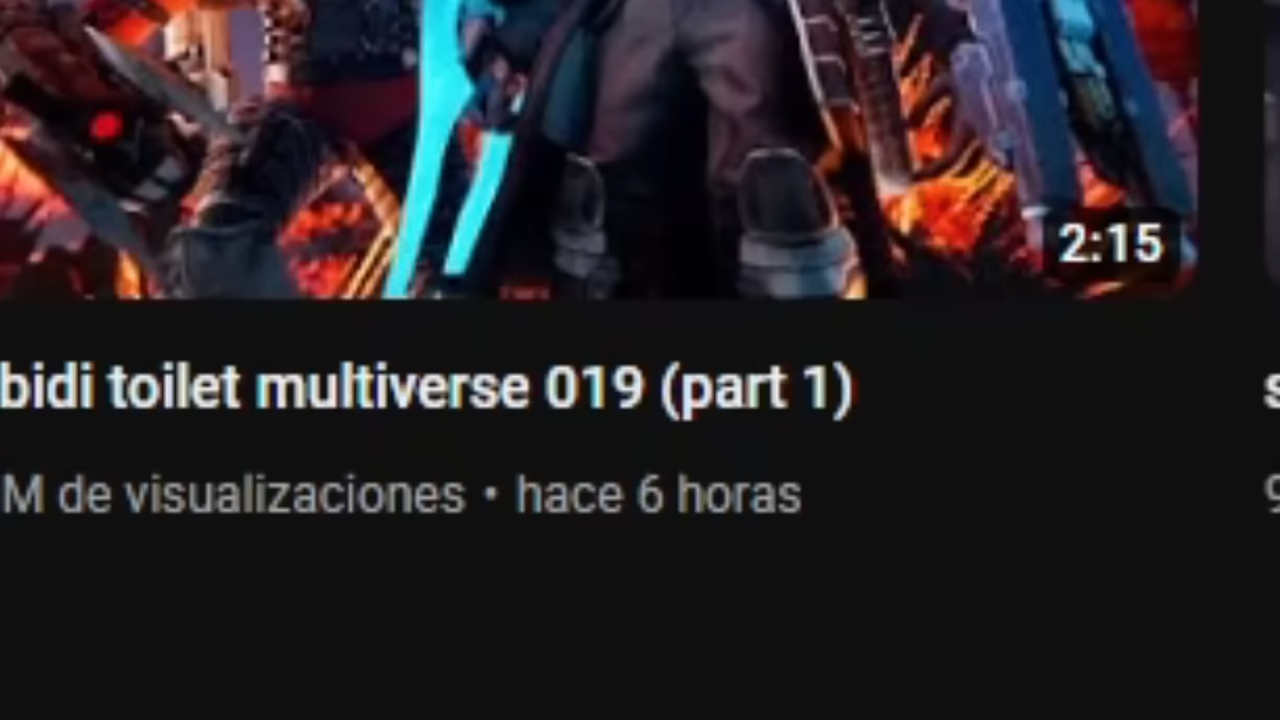 2:15
bidi toilet multiverse 019 (part 1)
M de visualizaciones • hace 6 horas